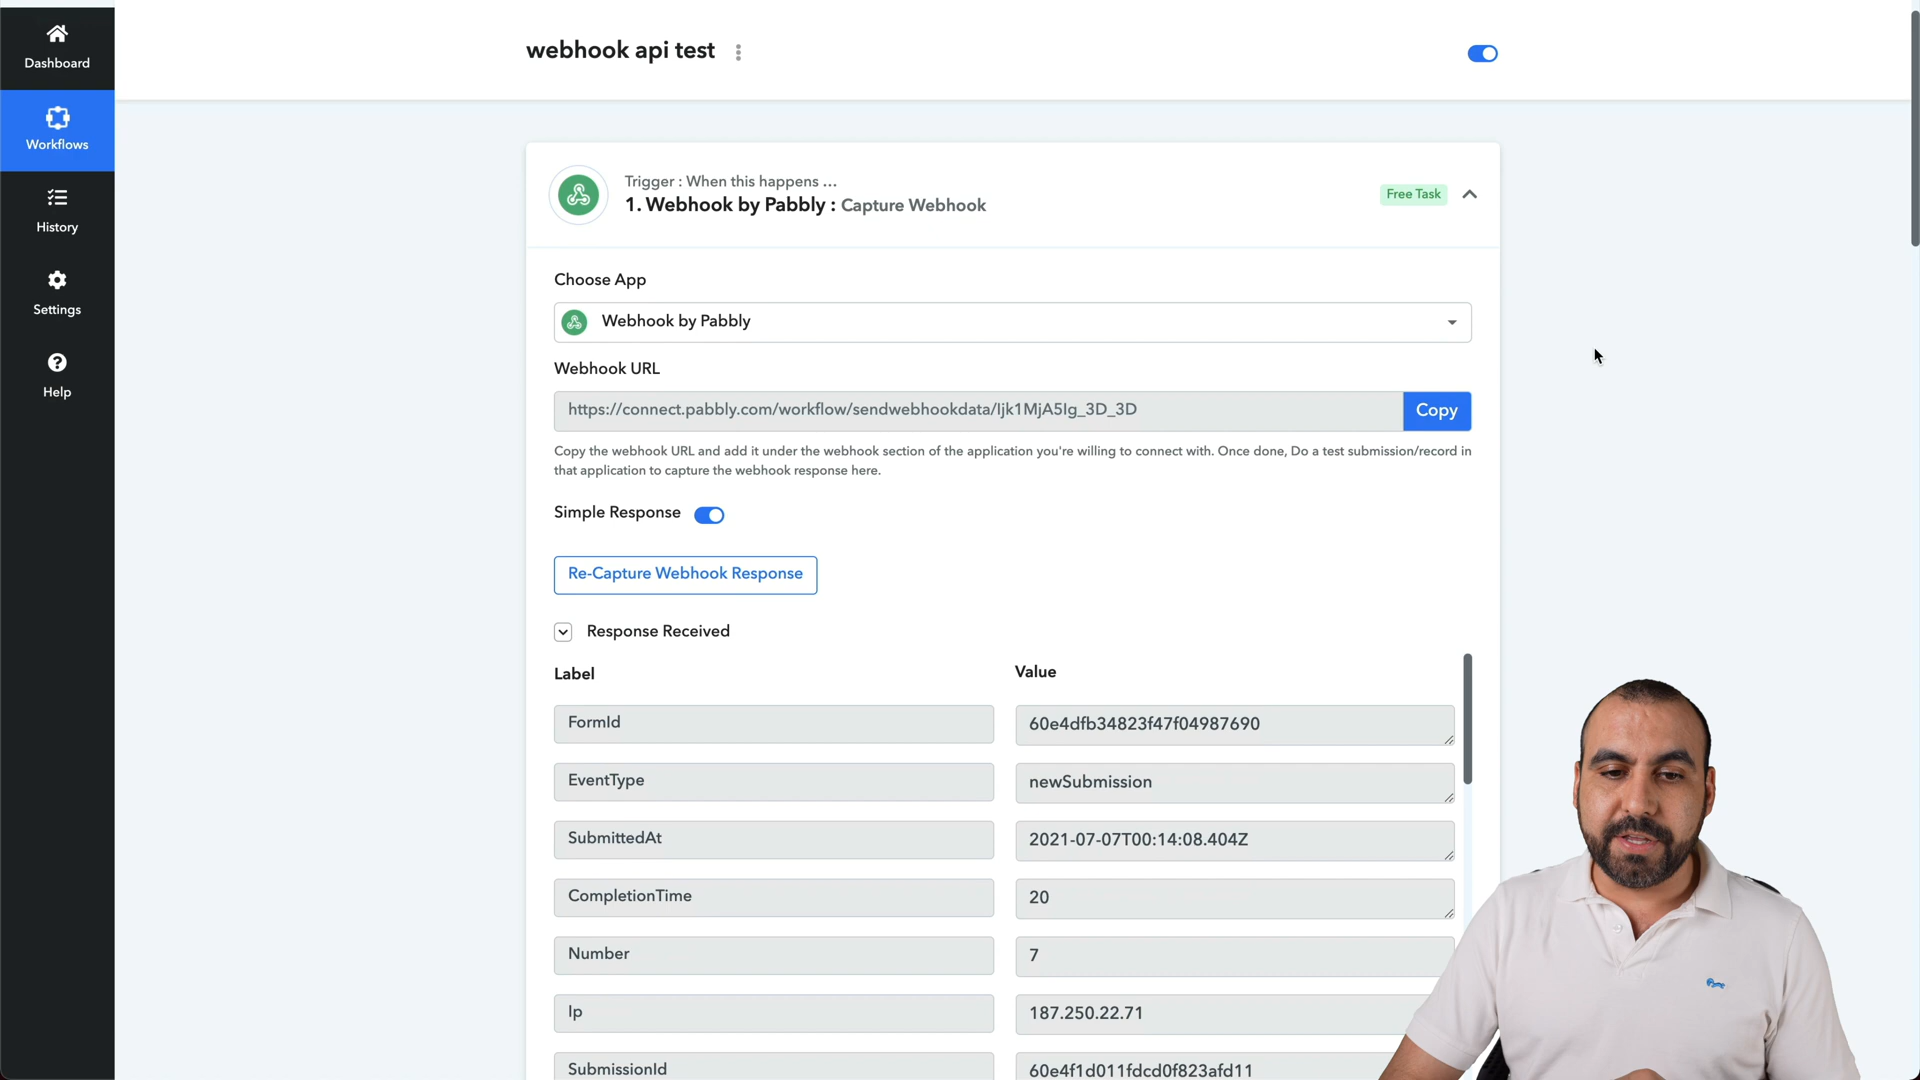 Dashboard
Workflows
History
Settings
Help
webhook api test
Trigger : When this happens ...
1. Webhook by Pabbly : Capture Webhook
Free Task
Choose App
Webhook by Pabbly
Webhook URL
https://connect.pabbly.com/workflow/sendwebhookdata/Ijk1MjA5Ig_3D_3D
Copy
Copy the webhook URL and add it under the webhook section of the application you're willing to connect with. Once done, Do a test submission/record in
that application to capture the webhook response here.
Simple Response
Re-Capture Webhook Response
Response Received
Label Value
FormId 60e4dfb34823f47f04987690
EventType newSubmission
SubmittedAt 2021-07-07T00:14:08.404Z
CompletionTime 20
Number 7
Ip 187.250.22.71
SubmissionId 60e4f1d011fdcd0f823afd11